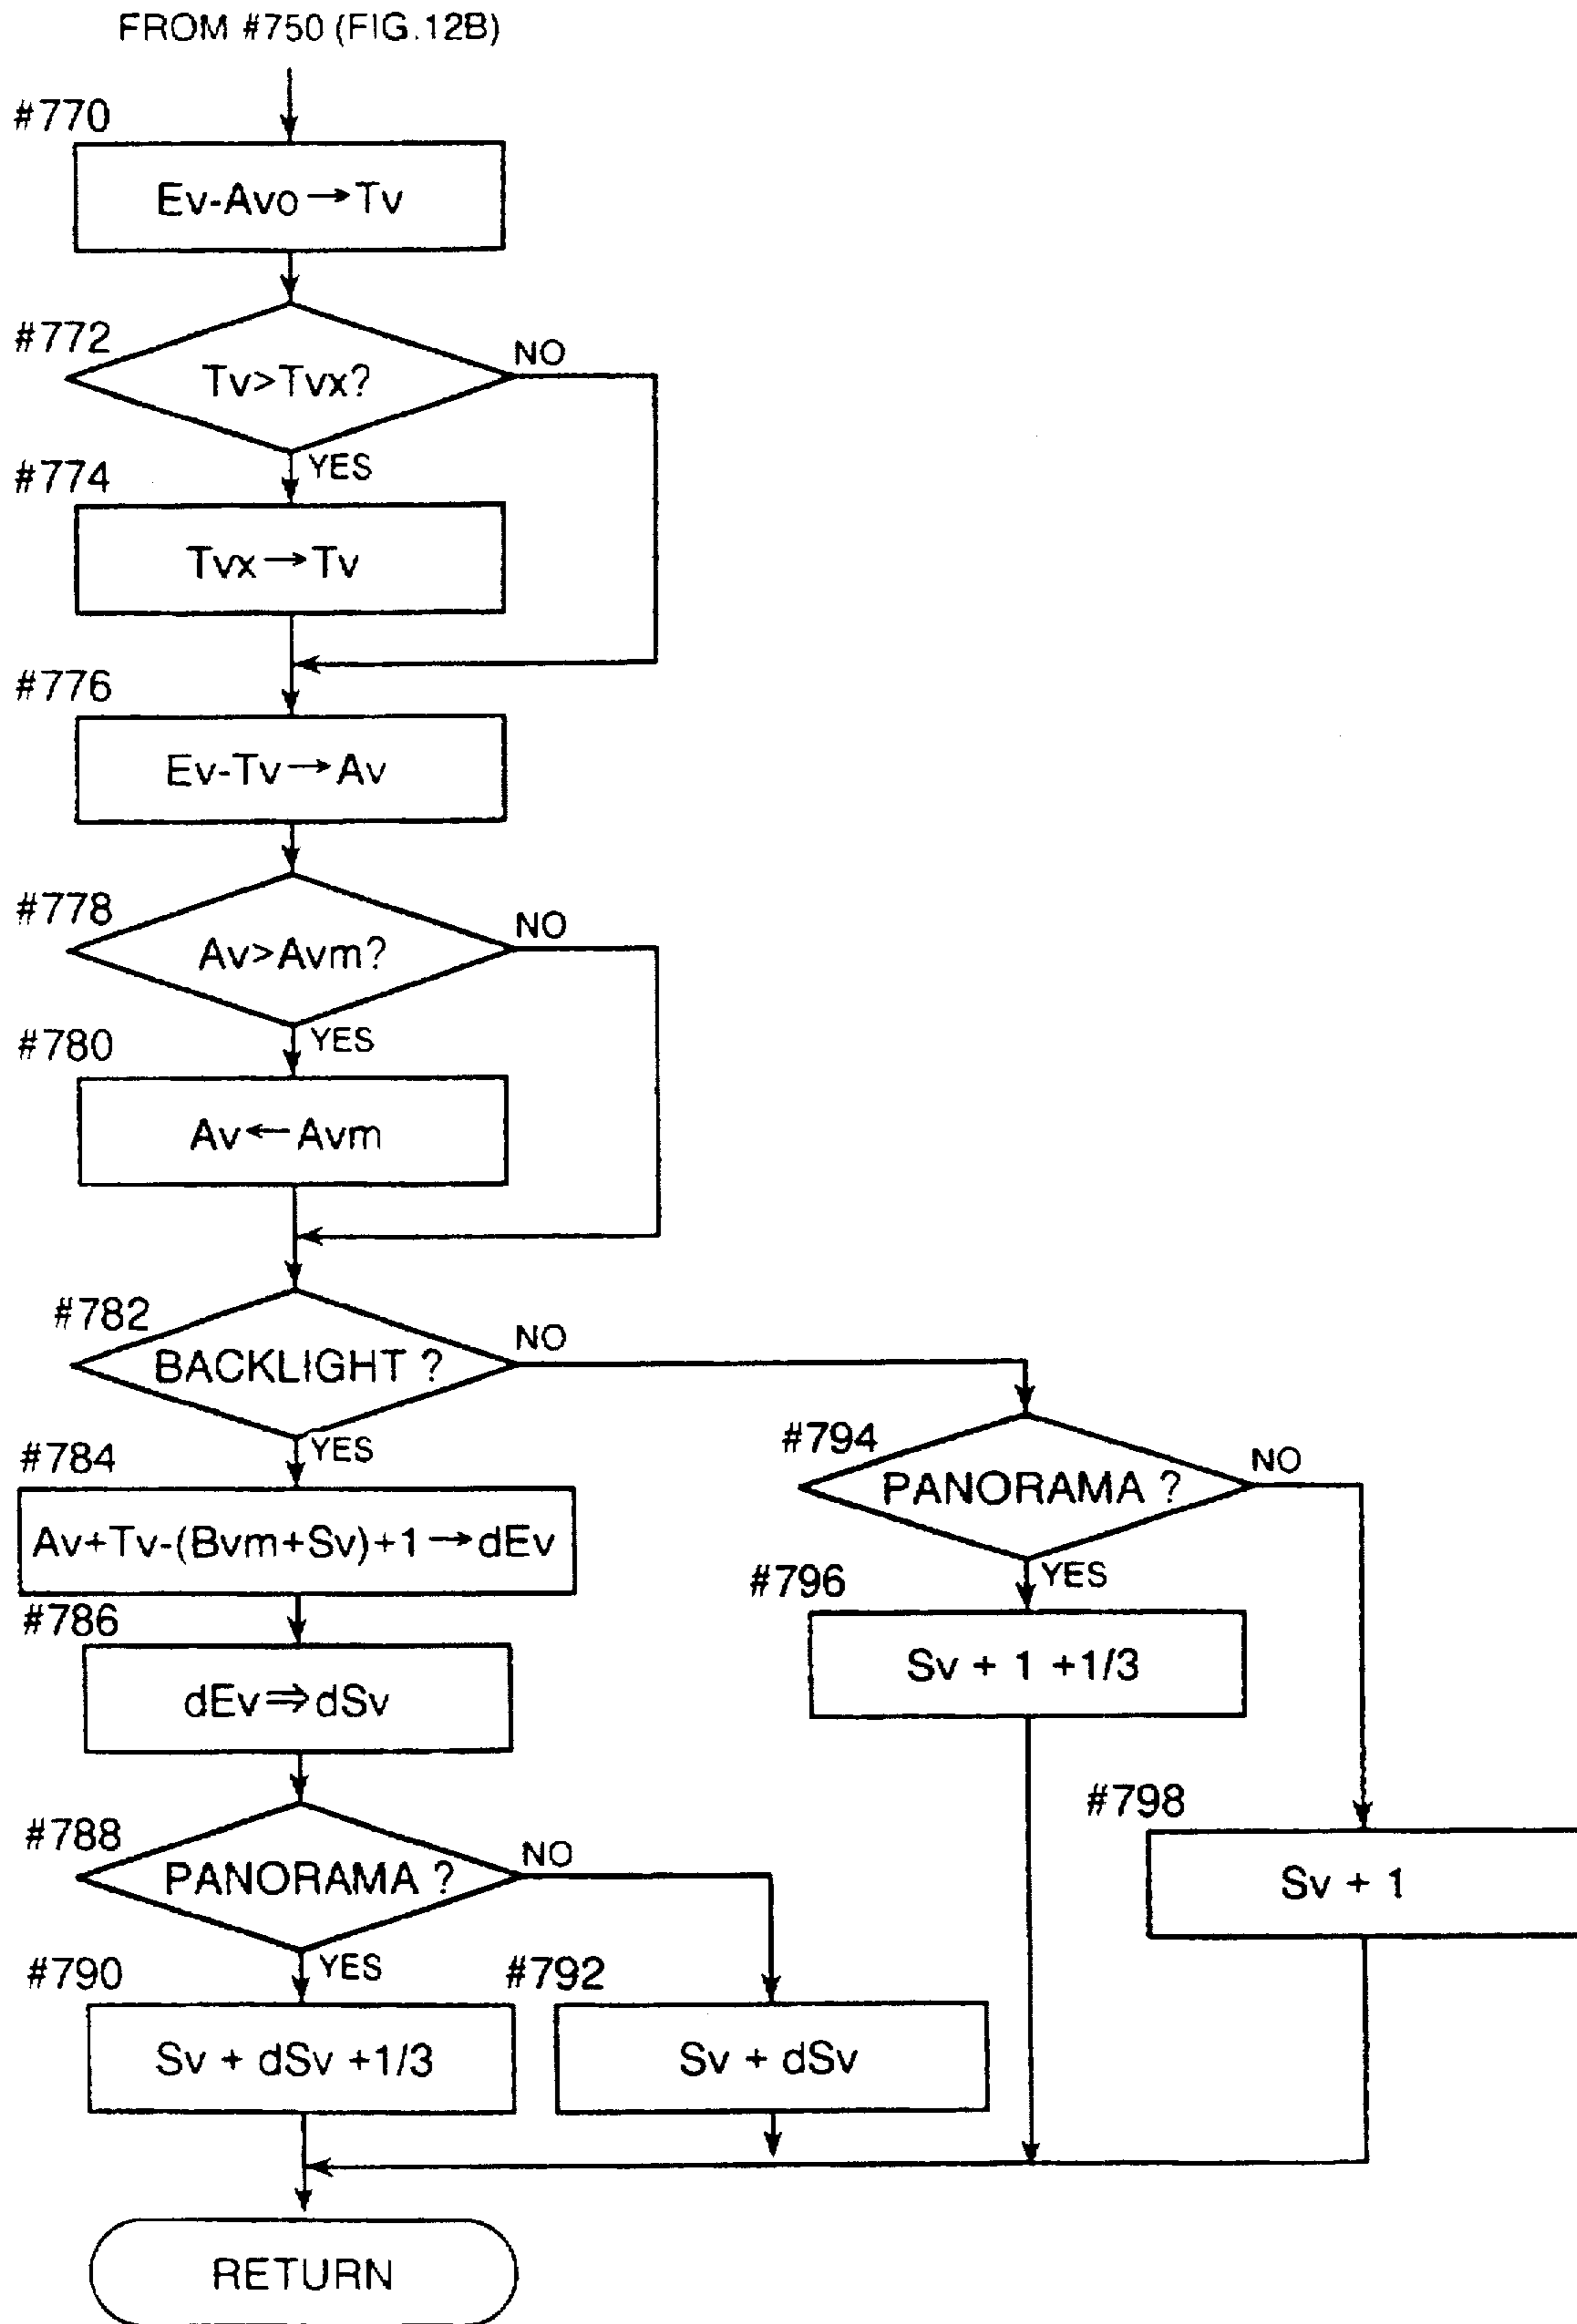 FROM #750 (FIG.12B)
#770
Ev-Avo→Tv
#772
Tv>Tvx?
NO
YES
#774
Tvx→Tv
#776
Ev-Tv→Av
#778
Av>Avm?
NO
YES
#780
Av←Avm
#782
BACKLIGHT ?
NO
YES
#784
Av+Tv-(Bvm+Sv)+1→dEv
#786
dEv⇒dSv
#788
PANORAMA ?
NO
YES
#790
Sv + dSv +1/3
#792
Sv + dSv
#794
PANORAMA ?
NO
YES
#796
Sv + 1 +1/3
#798
Sv + 1
RETURN